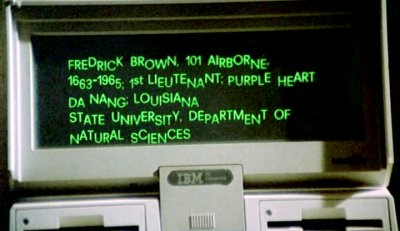 FREDRICK BROWN, 101 AIRBORNE,
1663-1965; 1st LIEUTENANT; PURPLE HEART
DA NANG; LOUISIANA
STATE UNIVERSITY, DEPARTMENT OF
NATURAL SCIENCES
IBM